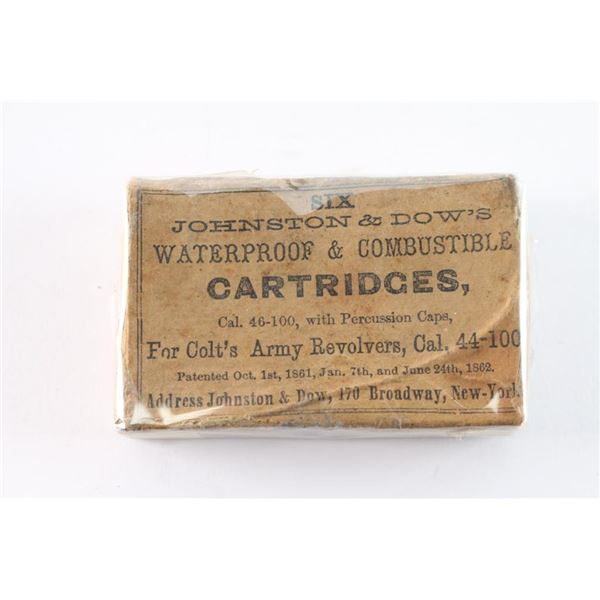 SIX
JOHNSTON & DOW'S
WATERPROOF & COMBUSTIBLE
CARTRIDGES,
Cal. 46-100, with Percussion Caps,
For Colt's Army Revolvers, Cal. 44-100
Patented Oct. 1st, 1861, Jan. 7th, and June 24th, 1862.
Address Johnston & Dow, 170 Broadway, New-York.